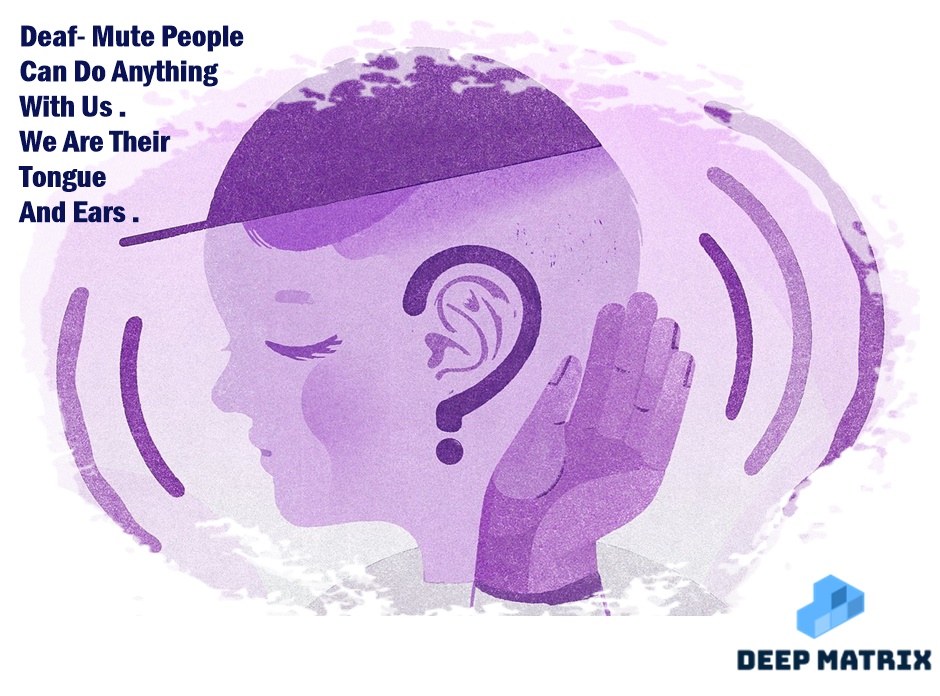 Deaf- Mute People
Can Do Anything
With Us .
We Are Their
Tongue
And Ears .
DEEP MATRIX